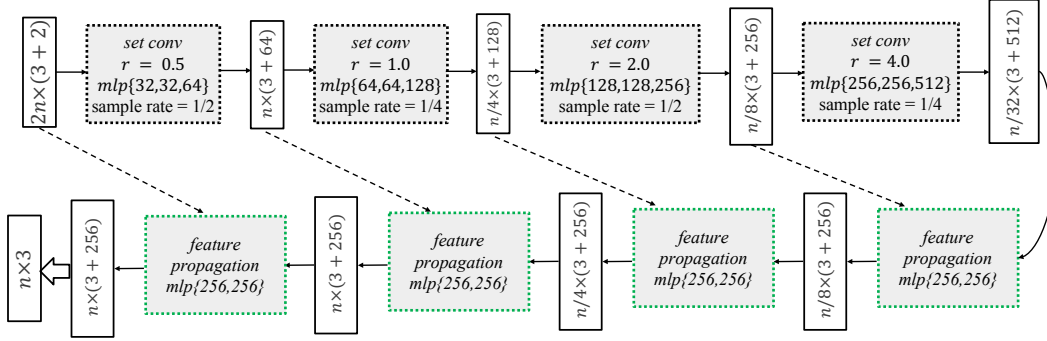 2n×(3 + 2)
set conv
r = 0.5
mlp{32,32,64}
sample rate = 1/2
n×(3 + 64)
set conv
r = 1.0
mlp{64,64,128}
sample rate = 1/4
n/4×(3 + 128)
set conv
r = 2.0
mlp{128,128,256}
sample rate = 1/2
n/8×(3 + 256)
set conv
r = 4.0
mlp{256,256,512}
sample rate = 1/4
n/32×(3 + 512)
n×3
n×(3 + 256)
feature
propagation
mlp{256,256}
n×(3 + 256)
feature
propagation
mlp{256,256}
n/4×(3 + 256)
feature
propagation
mlp{256,256}
n/8×(3 + 256)
feature
propagation
mlp{256,256}